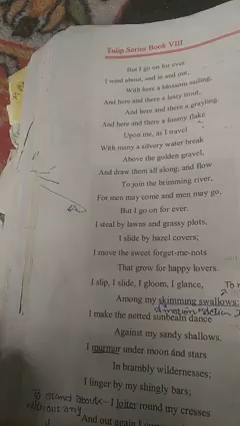 Tulip Series Book VIII
But I go on for ever.
I wind about, and in and out,
With here a blossom sailing,
And here and there a lusty trout,
And here and there a grayling.
And here and there a foamy flake
Upon me, as I travel
With many a silvery water break
Above the golden gravel,
And draw them all along, and flow
To join the brimming river,
For men may come and men may go,
But I go on for ever.
I steal by lawns and grassy plots,
I slide by hazel covers;
I move the sweet forget-me-nots
That grow for happy lovers.
I slip, I slide, I gloom, I glance,
Among my skimming swallows;
I make the netted sunbeam dance
Against my sandy shallows.
I murmur under moon and stars
In brambly wildernesses;
I linger by my shingly bars;
To stand about
without any
I loiter round my cresses
And out again I